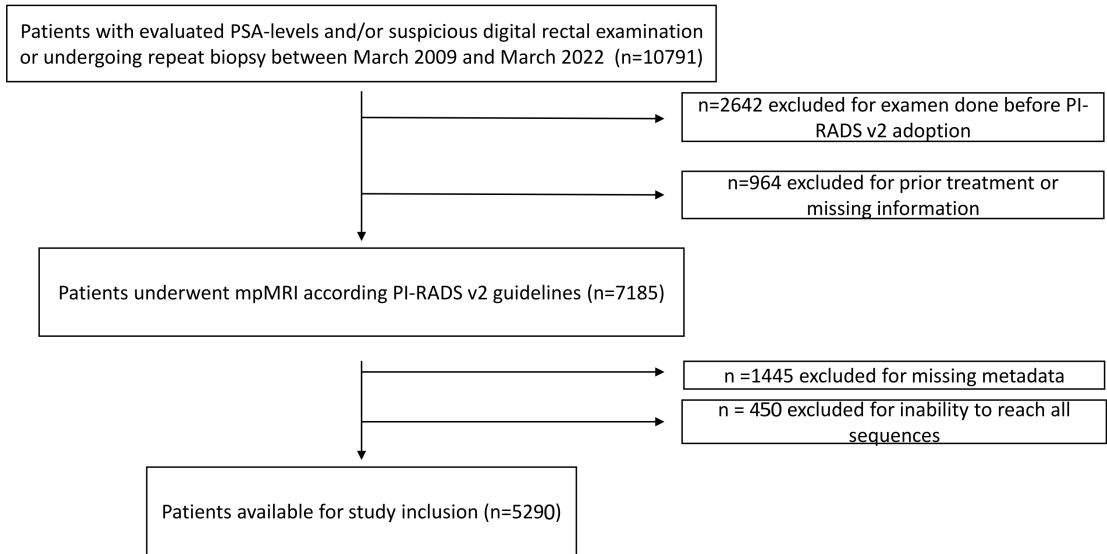 Patients with evaluated PSA-levels and/or suspicious digital rectal examination
or undergoing repeat biopsy between March 2009 and March 2022 (n=10791)
n=2642 excluded for examen done before PI-
RADS v2 adoption
n=964 excluded for prior treatment or
missing information
Patients underwent mpMRI according PI-RADS v2 guidelines (n=7185)
n =1445 excluded for missing metadata
n = 450 excluded for inability to reach all
sequences
Patients available for study inclusion (n=5290)